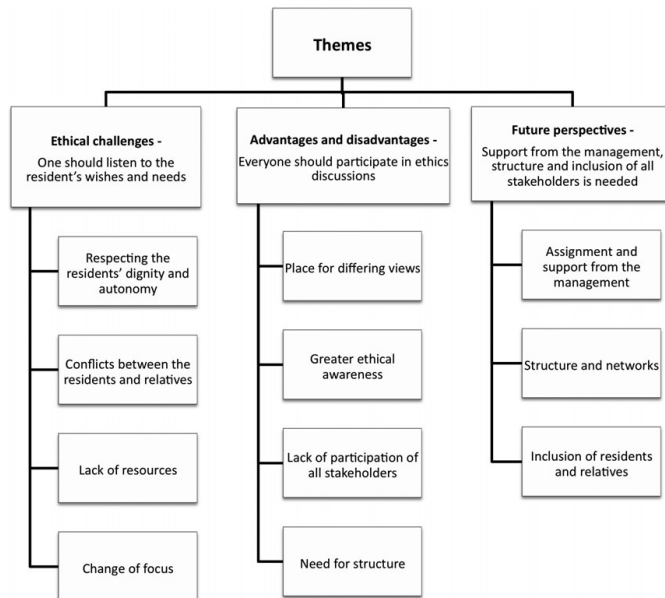 Themes
Ethical challenges -
One should listen to the
resident’s wishes and needs
Respecting the
residents’ dignity and
autonomy
Conflicts between the
residents and relatives
Lack of resources
Change of focus
Advantages and disadvantages -
Everyone should participate in ethics
discussions
Place for differing views
Greater ethical
awareness
Lack of participation of
all stakeholders
Need for structure
Future perspectives -
Support from the management,
structure and inclusion of all
stakeholders is needed
Assignment and
support from the
management
Structure and networks
Inclusion of residents
and relatives